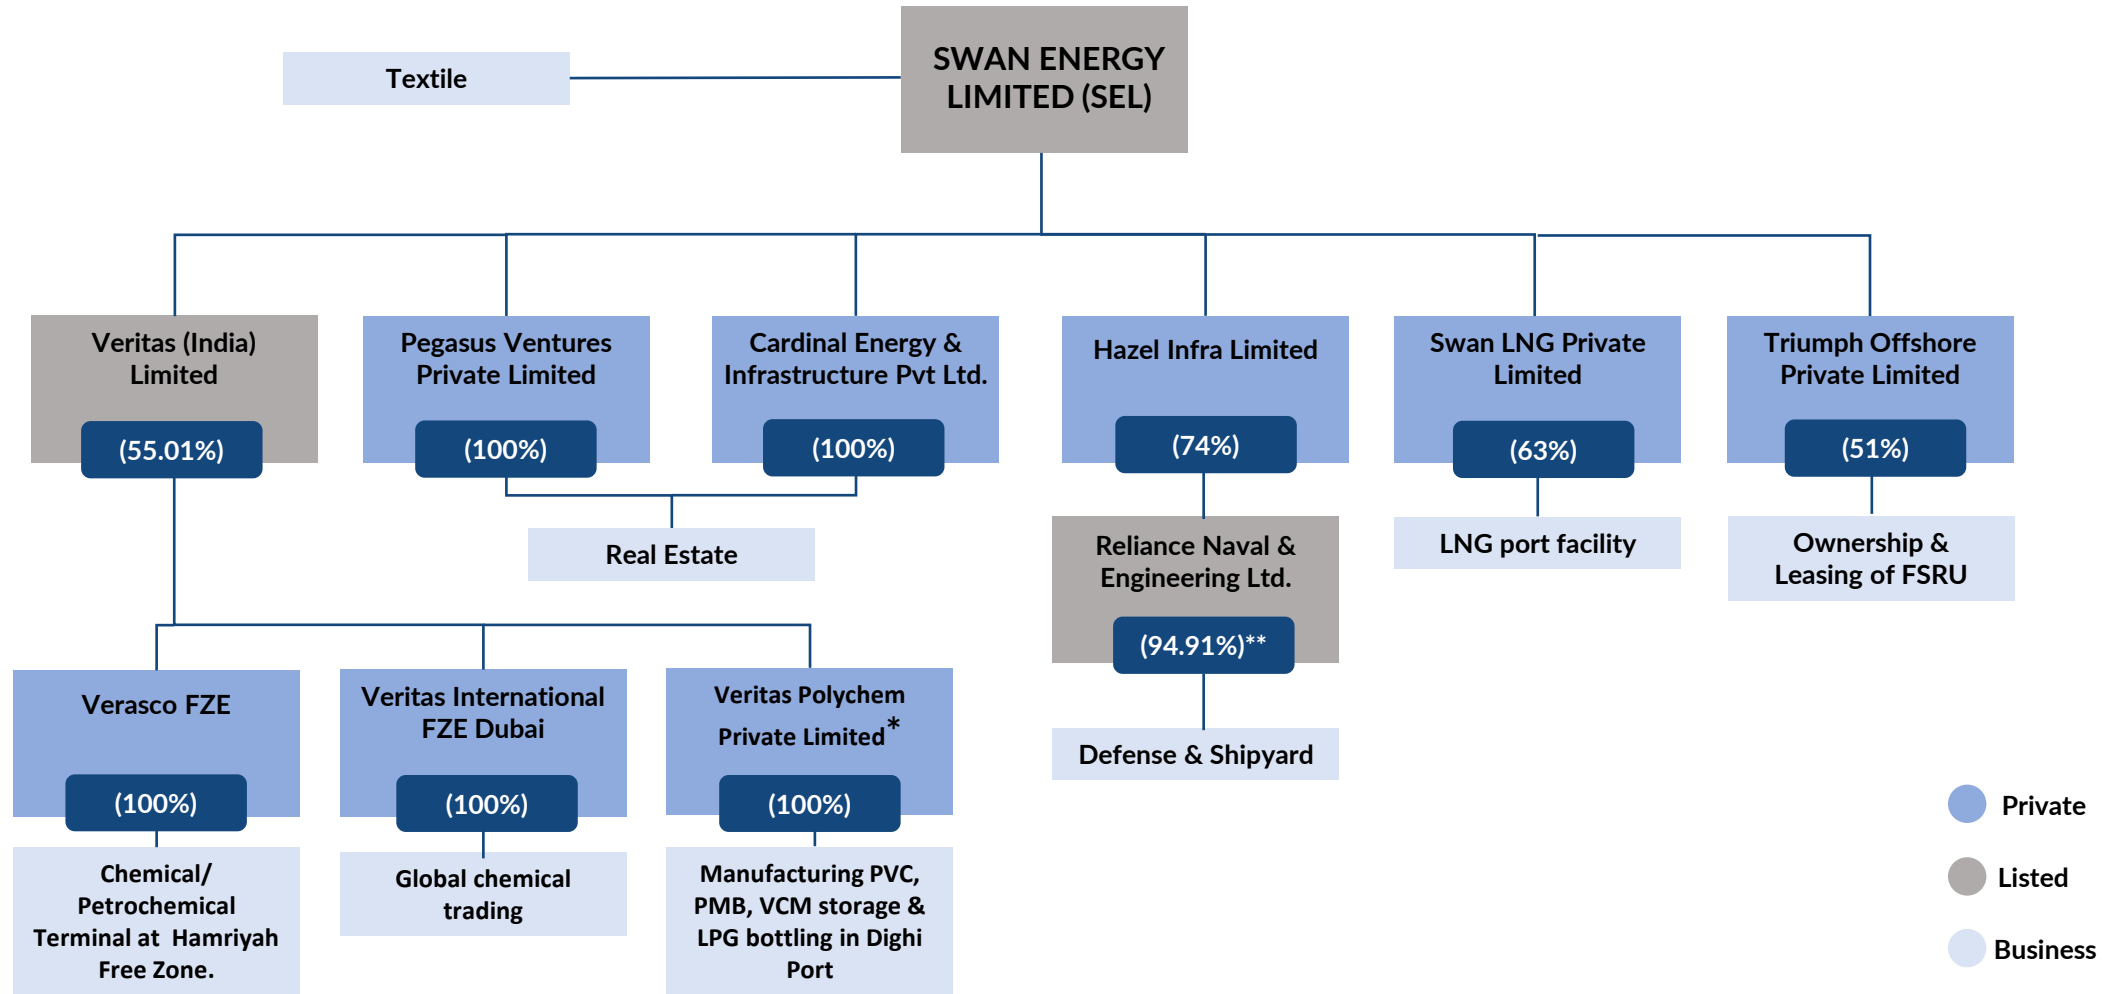 SWAN ENERGY
LIMITED (SEL)
Textile
Veritas (India)
Limited
(55.01%)
Pegasus Ventures
Private Limited
(100%)
Cardinal Energy &
Infrastructure Pvt Ltd.
(100%)
Hazel Infra Limited
(74%)
Swan LNG Private
Limited
(63%)
Triumph Offshore
Private Limited
(51%)
Real Estate
Reliance Naval &
Engineering Ltd.
(94.91%)**
LNG port facility
Ownership &
Leasing of FSRU
Defense & Shipyard
Verasco FZE
(100%)
Veritas International
FZE Dubai
(100%)
Veritas Polychem
Private Limited*
(100%)
Chemical/
Petrochemical
Terminal at Hamriyah
Free Zone.
Global chemical
trading
Manufacturing PVC,
PMB, VCM storage &
LPG bottling in Dighi
Port
Private
Listed
Business